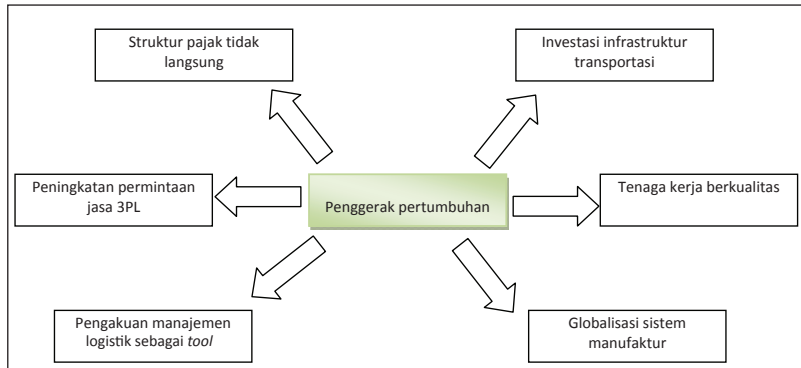 Struktur pajak tidak
langsung
Investasi infrastruktur
transportasi
Peningkatan permintaan
jasa 3PL
Penggerak pertumbuhan
Tenaga kerja berkualitas
Pengakuan manajemen
logistik sebagai tool
Globalisasi sistem
manufaktur